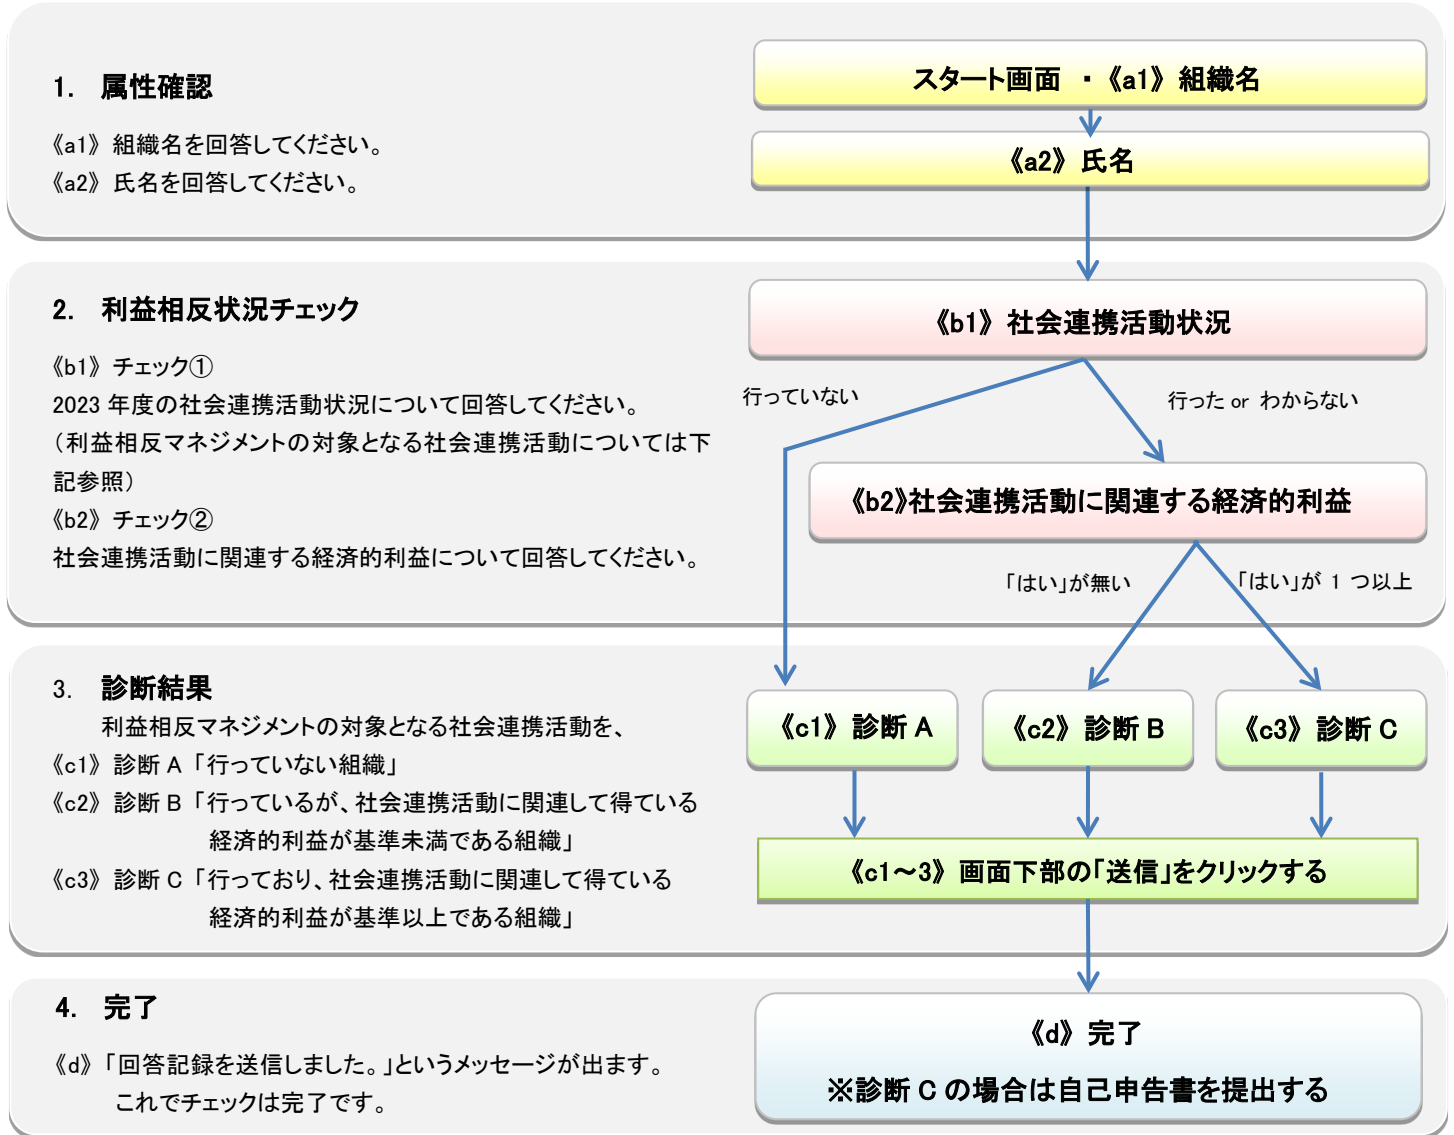 1. 属性確認
《a1》 組織名を回答してください。
《a2》 氏名を回答してください。
スタート画面 ・《a1》 組織名
《a2》 氏名
2. 利益相反状況チェック
《b1》 チェック①
2023 年度の社会連携活動状況について回答してください。
（利益相反マネジメントの対象となる社会連携活動については下
記参照）
《b2》 チェック②
社会連携活動に関連する経済的利益について回答してください。
《b1》 社会連携活動状況
行っていない
行った or わからない
《b2》社会連携活動に関連する経済的利益
「はい」が無い
「はい」が 1 つ以上
3. 診断結果
利益相反マネジメントの対象となる社会連携活動を、
《c1》 診断 A 「行っていない組織」
《c2》 診断 B 「行っているが、社会連携活動に関連して得ている
経済的利益が基準未満である組織」
《c3》 診断 C 「行っており、社会連携活動に関連して得ている
経済的利益が基準以上である組織」
《c1》 診断 A
《c2》 診断 B
《c3》 診断 C
《c1～3》 画面下部の「送信」をクリックする
4. 完了
《d》 「回答記録を送信しました。」というメッセージが出ます。
これでチェックは完了です。
《d》 完了
※診断 C の場合は自己申告書を提出する